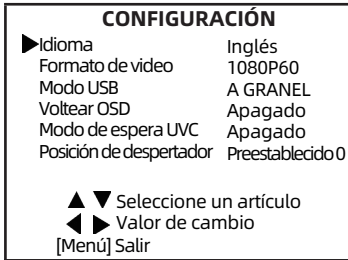 CONFIGURACIÓN
▶Idioma Inglés
Formato de video 1080P60
Modo USB A GRANEL
Voltear OSD Apagado
Modo de espera UVC Apagado
Posición de despertador Preestablecido 0
▲ ▼ Seleccione un artículo
◀ ▶ Valor de cambio
[Menú] Salir